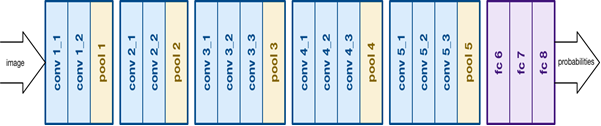 image
conv 1_1
conv 1_2
pool 1
conv 2_1
conv 2_2
pool 2
conv 3_1
conv 3_2
conv 3_3
pool 3
conv 4_1
conv 4_2
conv 4_3
pool 4
conv 5_1
conv 5_2
conv 5_3
pool 5
fc 6
fc 7
fc 8
probabilities